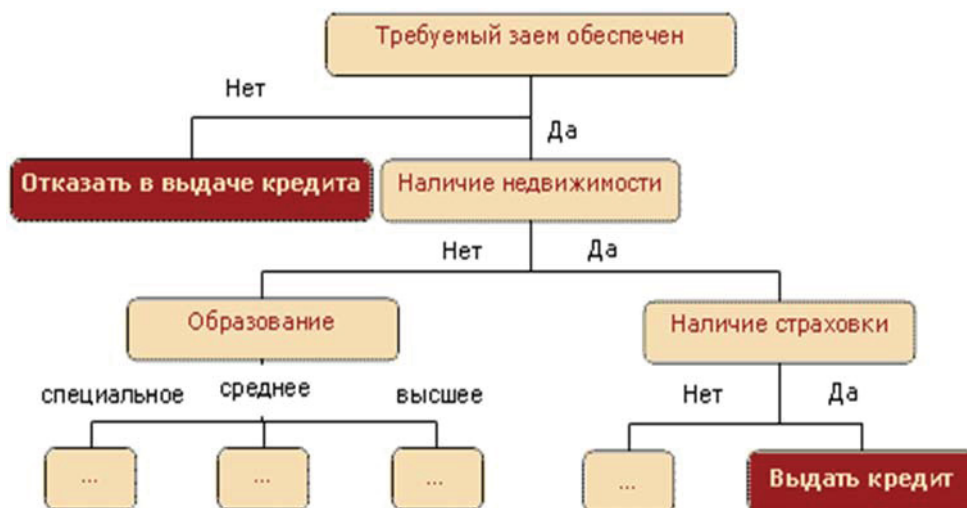 Требуемый заем обеспечен
Нет
Да
Отказать в выдаче кредита
Наличие недвижимости
Нет
Да
Образование
Наличие страховки
специальное
среднее
высшее
Нет
Да
...
...
...
...
Выдать кредит